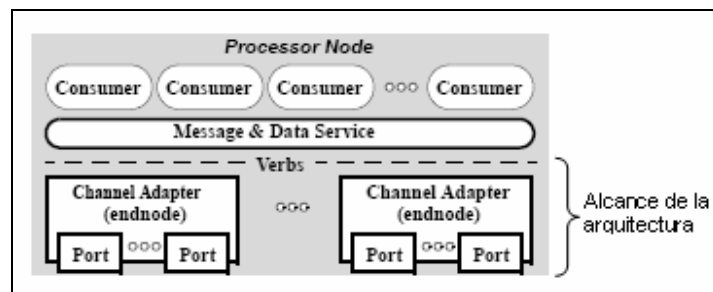 Processor Node
Consumer Consumer Consumer ooo Consumer
Message & Data Service
Verbs
Channel Adapter
(endnode)
ooo
Channel Adapter
(endnode)
Port ooo Port
Port ooo Port
Alcance de la
arquitectura